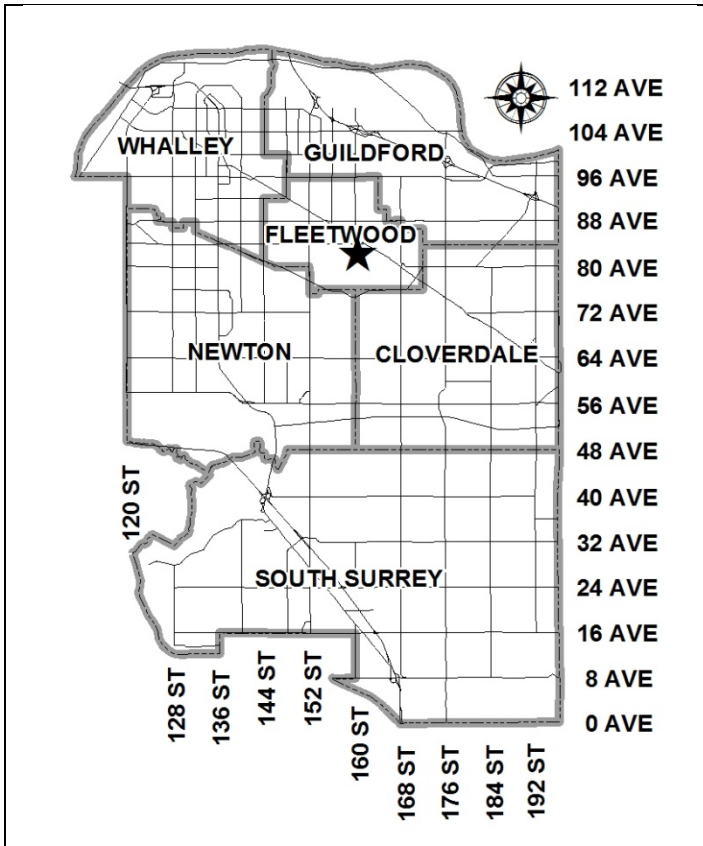 112 AVE
104 AVE
WHALLEY
GUILDFORD
96 AVE
88 AVE
FLEETWOOD
80 AVE
72 AVE
NEWTON
CLOVERDALE
64 AVE
56 AVE
48 AVE
120 ST
40 AVE
32 AVE
SOUTH SURREY
24 AVE
16 AVE
8 AVE
0 AVE
128 ST
136 ST
144 ST
152 ST
160 ST
168 ST
176 ST
184 ST
192 ST